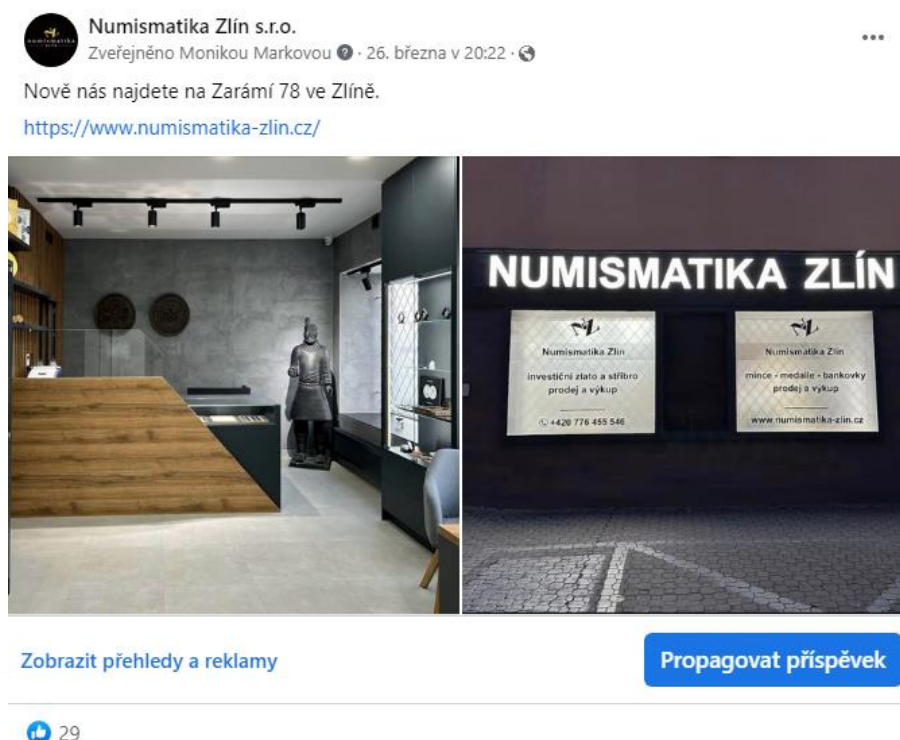 Numismatika Zlín s.r.o.
Zveřejněno Monikou Markovou · 26. března v 20:22 ·
Nově nás najdete na Zarámí 78 ve Zlíně.
https://www.numismatika-zlin.cz/
NUMISMATIKA ZLÍN
Numismatika Zlín
investiční zlato a stříbro
prodej a výkup
+420 776 455 546
Numismatika Zlín
mince - medaile - bankovky
prodej a výkup
www.numismatika-zlin.cz
Zobrazit přehledy a reklamy
Propagovat příspěvek
29